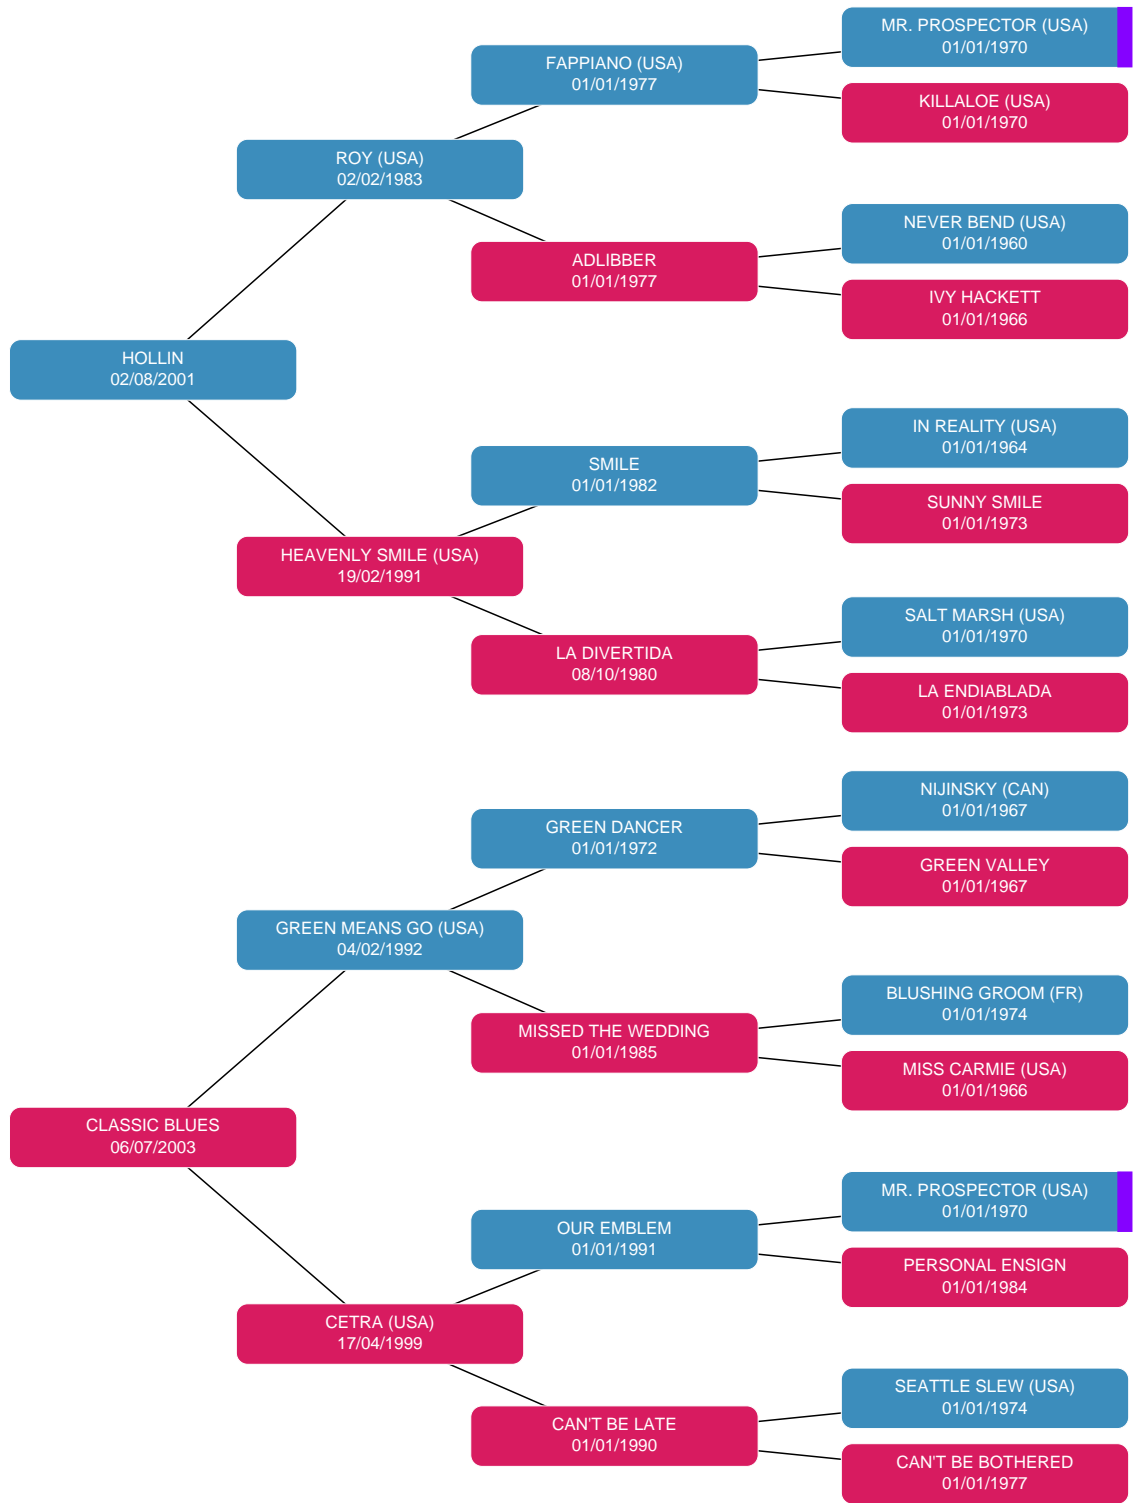 MR. PROSPECTOR (USA)
01/01/1970
FAPPIANO (USA)
01/01/1977
KILLALOE (USA)
01/01/1970
ROY (USA)
02/02/1983
NEVER BEND (USA)
01/01/1960
ADLIBBER
01/01/1977
IVY HACKETT
01/01/1966
HOLLIN
02/08/2001
IN REALITY (USA)
01/01/1964
SMILE
01/01/1982
SUNNY SMILE
01/01/1973
HEAVENLY SMILE (USA)
19/02/1991
SALT MARSH (USA)
01/01/1970
LA DIVERTIDA
08/10/1980
LA ENDIABLADA
01/01/1973
NIJINSKY (CAN)
01/01/1967
GREEN DANCER
01/01/1972
GREEN VALLEY
01/01/1967
GREEN MEANS GO (USA)
04/02/1992
BLUSHING GROOM (FR)
01/01/1974
MISSED THE WEDDING
01/01/1985
MISS CARMIE (USA)
01/01/1966
CLASSIC BLUES
06/07/2003
MR. PROSPECTOR (USA)
01/01/1970
OUR EMBLEM
01/01/1991
PERSONAL ENSIGN
01/01/1984
CETRA (USA)
17/04/1999
SEATTLE SLEW (USA)
01/01/1974
CAN'T BE LATE
01/01/1990
CAN'T BE BOTHERED
01/01/1977